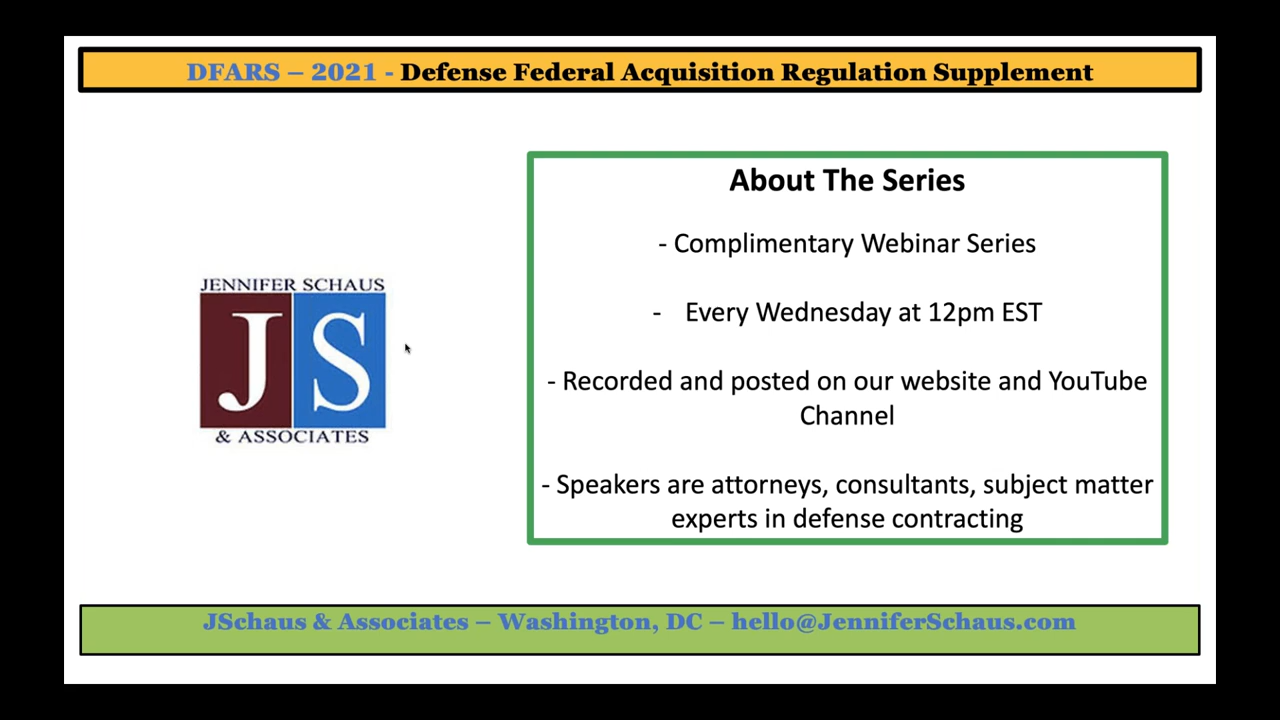 DFARS – 2021 - Defense Federal Acquisition Regulation Supplement
JENNIFER SCHAUS
JS
& ASSOCIATES
About The Series
- Complimentary Webinar Series
- Every Wednesday at 12pm EST
- Recorded and posted on our website and YouTube
Channel
- Speakers are attorneys, consultants, subject matter
experts in defense contracting
JSchaus & Associates – Washington, DC – hello@JenniferSchaus.com